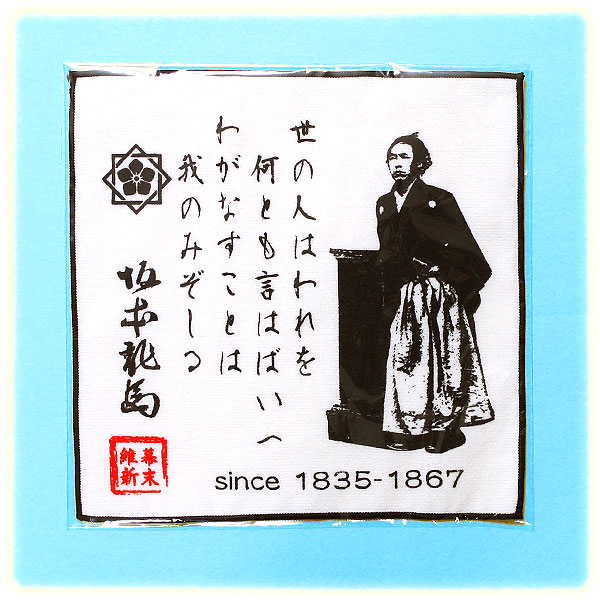 世の人はわれを
何とも言はばいへ
わがなすことは
我のみぞしる
坂本龍馬
幕末
維新
since 1835-1867